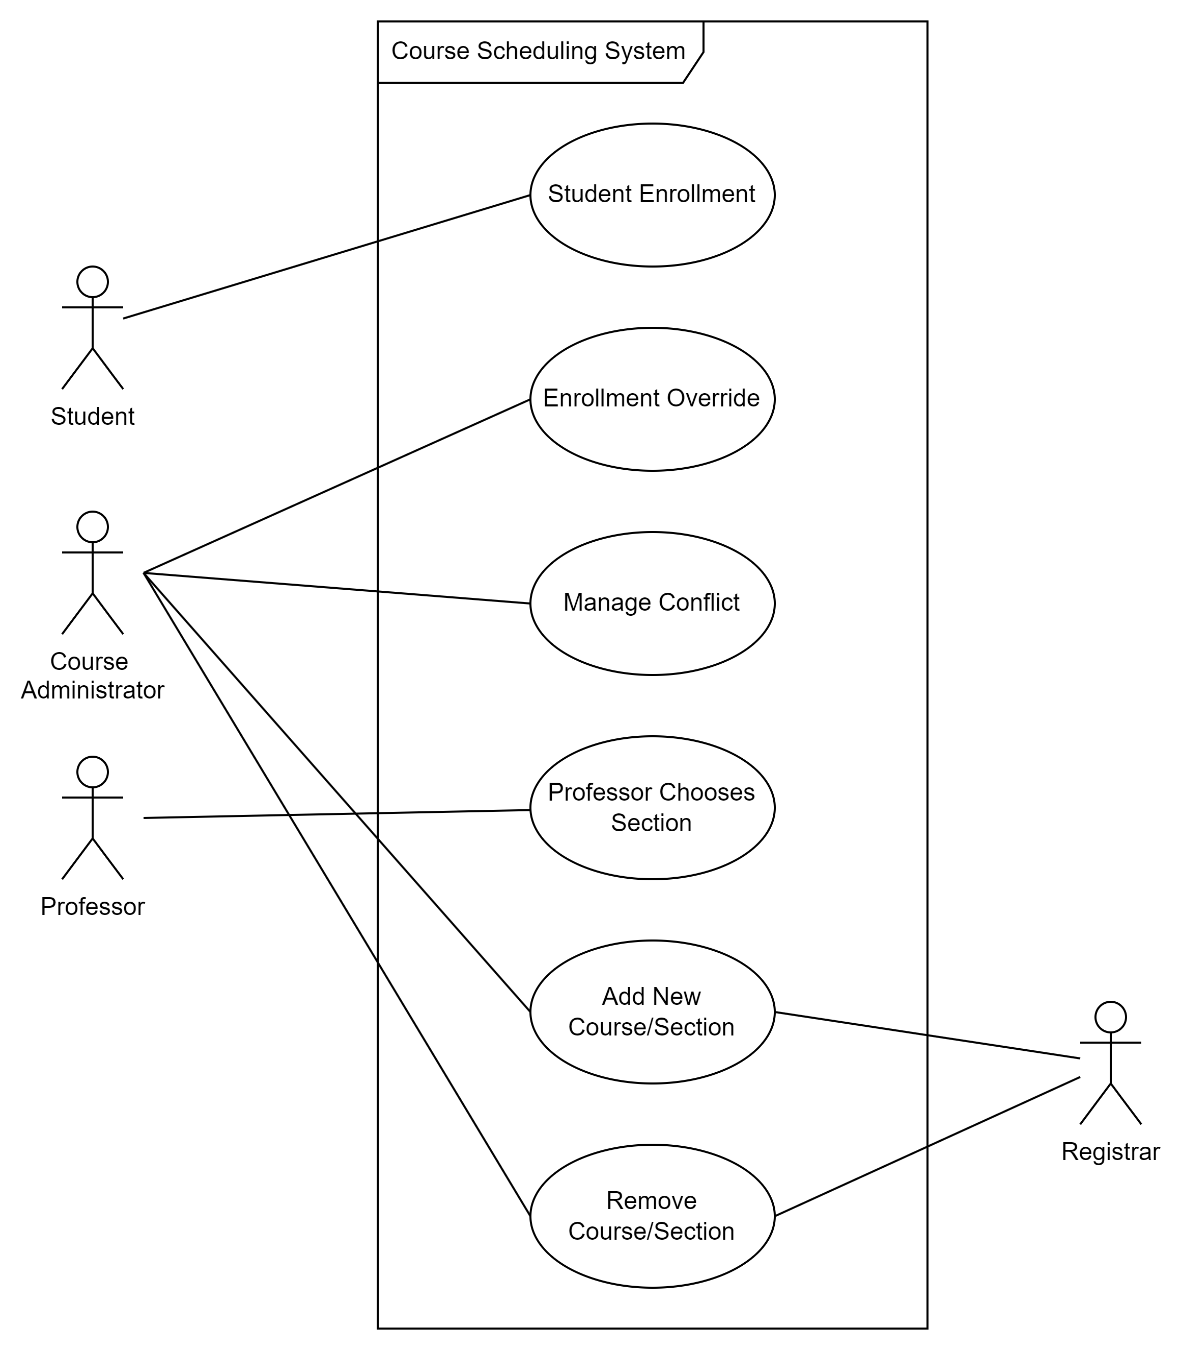 Course Scheduling System
Student Enrollment
Student
Enrollment Override
Course
Administrator
Manage Conflict
Professor
Professor Chooses
Section
Add New
Course/Section
Registrar
Remove
Course/Section